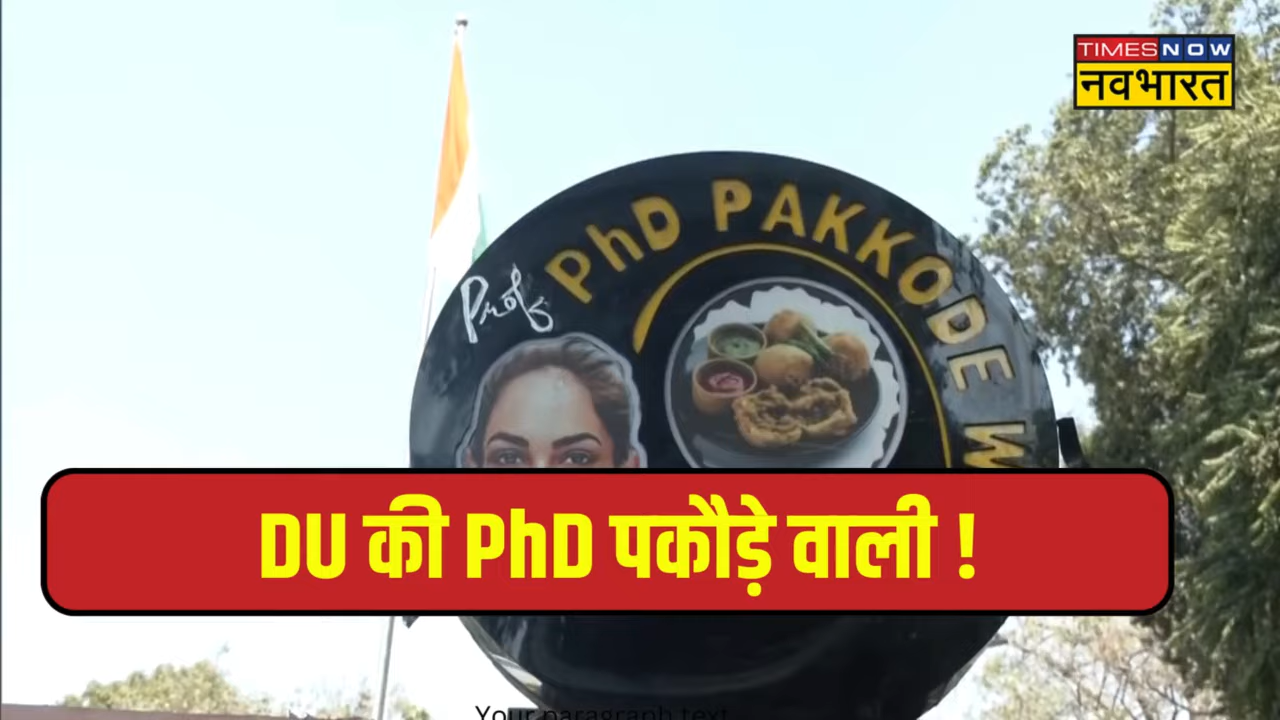 TIMES NOW
नवभारत
Prof
PhD PAKKODE W
DU की PhD पकौड़े वाली !
Your paragraph text